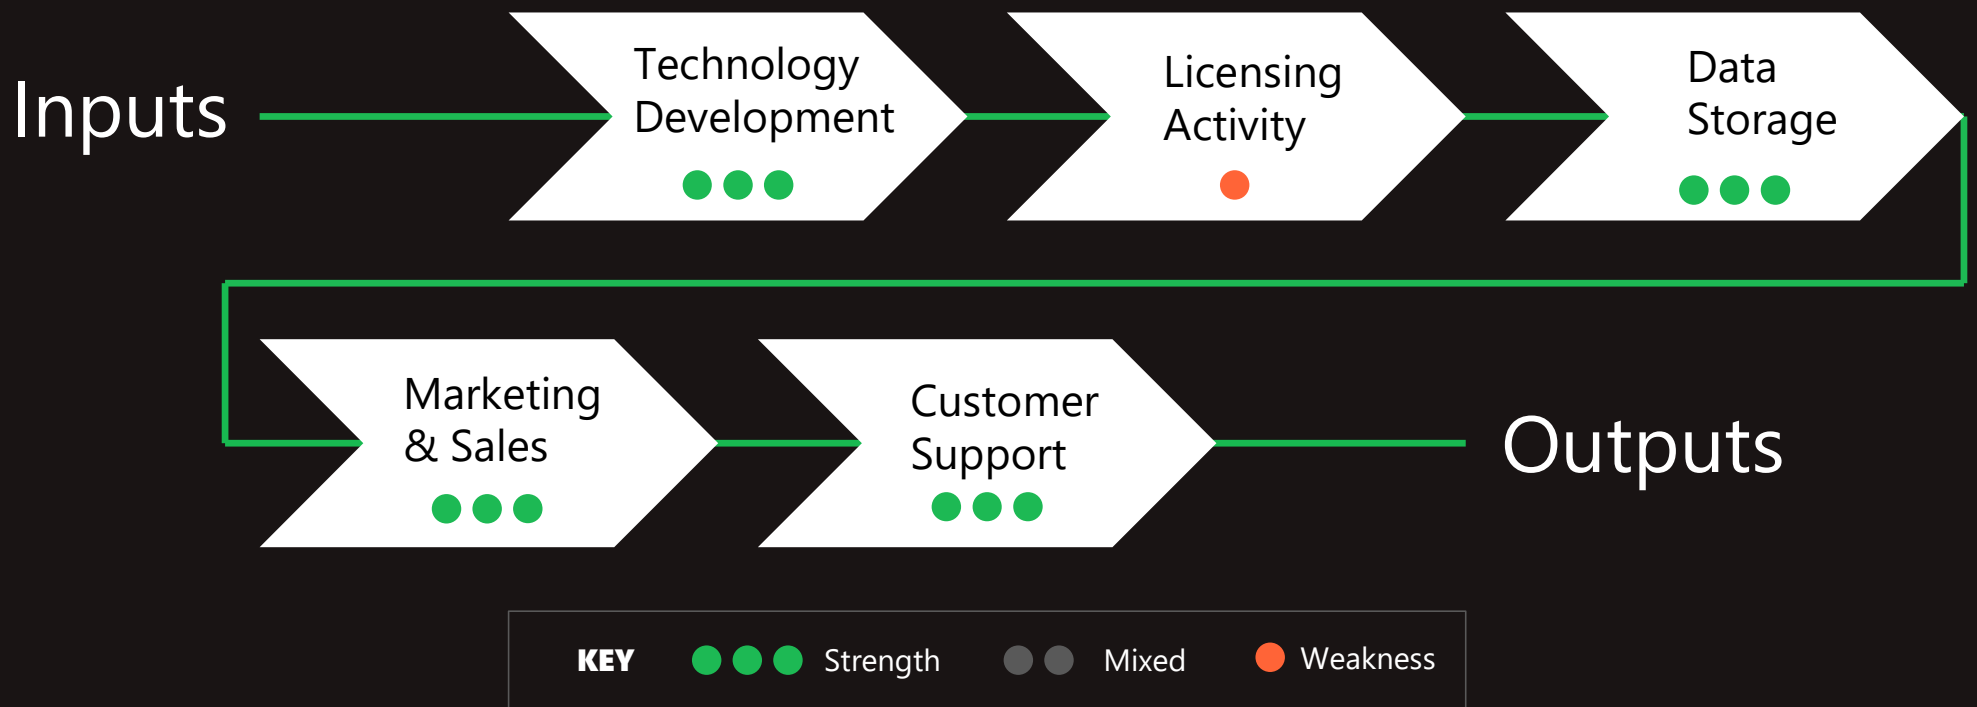 Inputs
Technology
Development
Licensing
Activity
Data
Storage
Marketing
& Sales
Customer
Support
Outputs
KEY
Strength
Mixed
Weakness